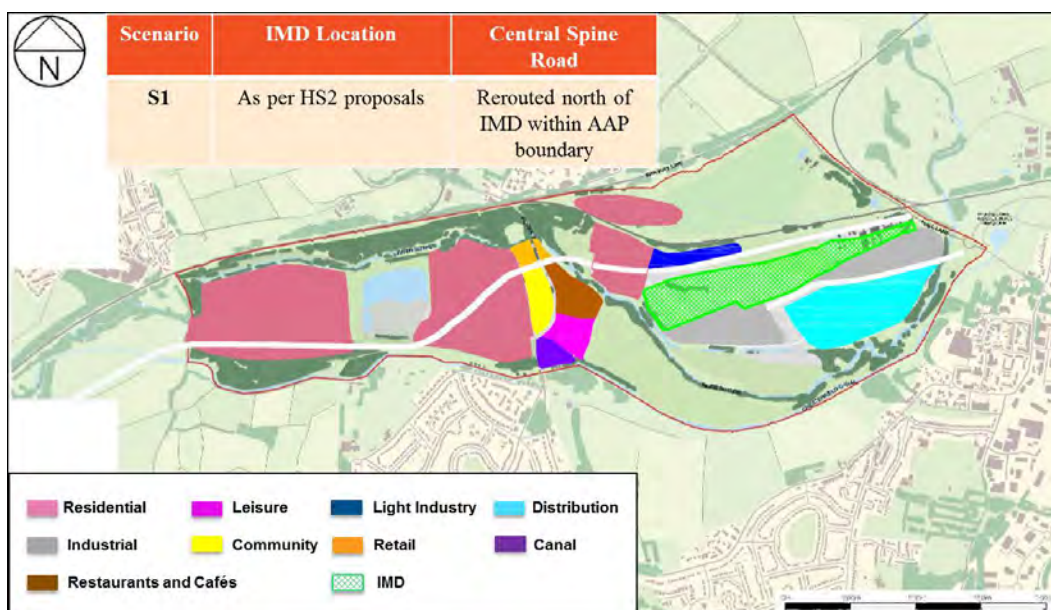 Scenario
IMD Location
Central Spine
Road
S1
As per HS2 proposals
Rerouted north of
IMD within AAP
boundary
N
Residential
Leisure
Light Industry
Distribution
Industrial
Community
Retail
Canal
Restaurants and Cafés
IMD